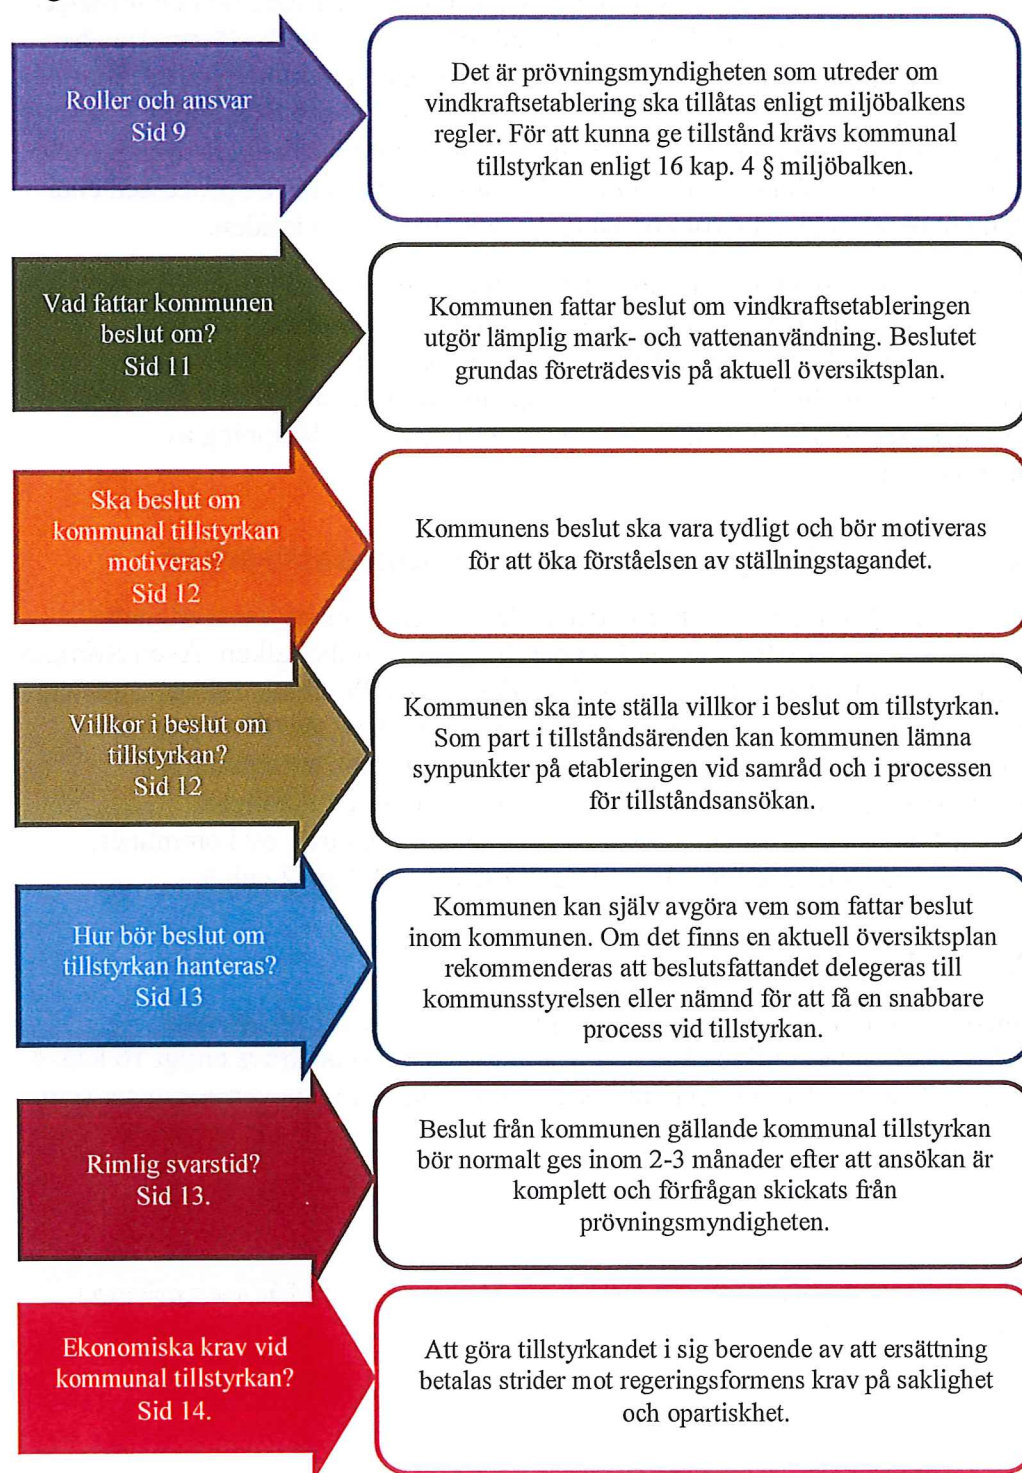 Roller och ansvar
Sid 9
Det är prövningsmyndigheten som utreder om
vindkraftsetablering ska tillåtas enligt miljöbalkens
regler. För att kunna ge tillstånd krävs kommunal
tillstyrkan enligt 16 kap. 4 § miljöbalken.
Vad fattar kommunen
beslut om?
Sid 11
Kommunen fattar beslut om vindkraftsetableringen
utgör lämplig mark- och vattenanvändning. Beslutet
grundas företrädesvis på aktuell översiktsplan.
Ska beslut om
kommunal tillstyrkan
motiveras?
Sid 12
Kommunens beslut ska vara tydligt och bör motiveras
för att öka förståelsen av ställningstagandet.
Villkor i beslut om
tillstyrkan?
Sid 12
Kommunen ska inte ställa villkor i beslut om tillstyrkan.
Som part i tillståndsärenden kan kommunen lämna
synpunkter på etableringen vid samråd och i processen
för tillståndsansökan.
Hur bör beslut om
tillstyrkan hanteras?
Sid 13
Kommunen kan själv avgöra vem som fattar beslut
inom kommunen. Om det finns en aktuell översiktsplan
rekommenderas att beslutsfattandet delegeras till
kommunsstyrelsen eller nämnd för att få en snabbare
process vid tillstyrkan.
Rimlig svarstid?
Sid 13.
Beslut från kommunen gällande kommunal tillstyrkan
bör normalt ges inom 2-3 månader efter att ansökan är
komplett och förfrågan skickats från
prövningsmyndigheten.
Ekonomiska krav vid
kommunal tillstyrkan?
Sid 14.
Att göra tillstyrkandet i sig beroende av att ersättning
betalas strider mot regeringsformens krav på saklighet
och opartiskhet.